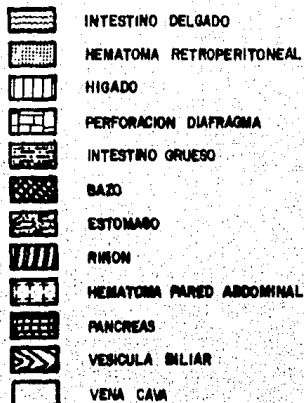 INTESTINO DELGADO
HEMATOMA RETROPERITONEAL
HIGADO
PERFORACION DIAFRAGMA
INTESTINO GRUESO
BAZO
ESTOMAGO
RIÑON
HEMATOMA PARED ABDOMINAL
PANCREAS
VESICULA BILIAR
VENA CAVA